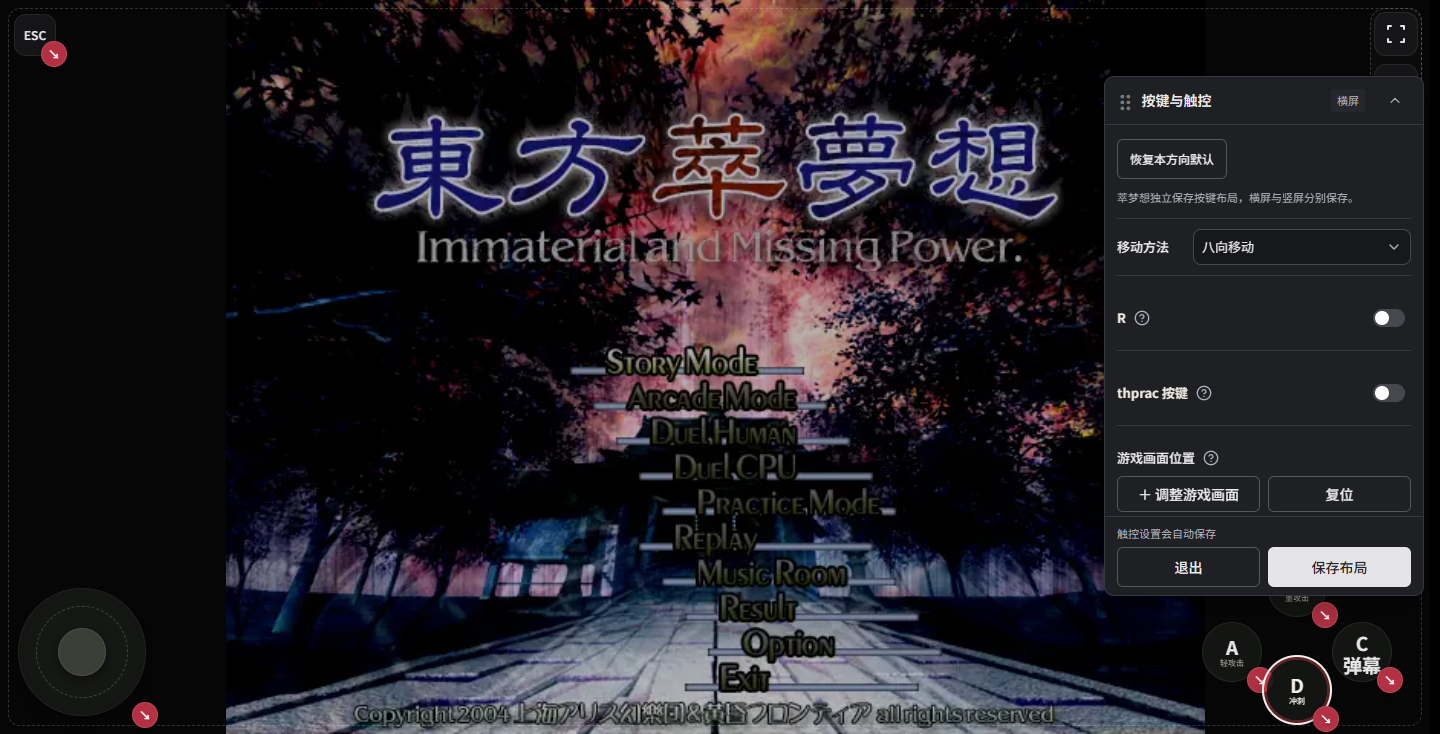 ESC
東方萃夢想
Immaterial and Missing Power.
Story Mode
Arcade Mode
Duel Human
Duel CPU
Practice Mode
Replay
Music Room
Result
Option
Exit
Copyright 2004 上海アリス幻樂団&黄昏フロンティア all rights reserved
按键与触控
横屏
恢复本方向默认
萃梦想独立保存按键布局，横屏与竖屏分别保存。
移动方法
八向移动
R
thprac 按键
游戏画面位置
+ 调整游戏画面
复位
触控设置会自动保存
退出
保存布局
重攻击
A
轻攻击
C
弹幕
D
冲刺